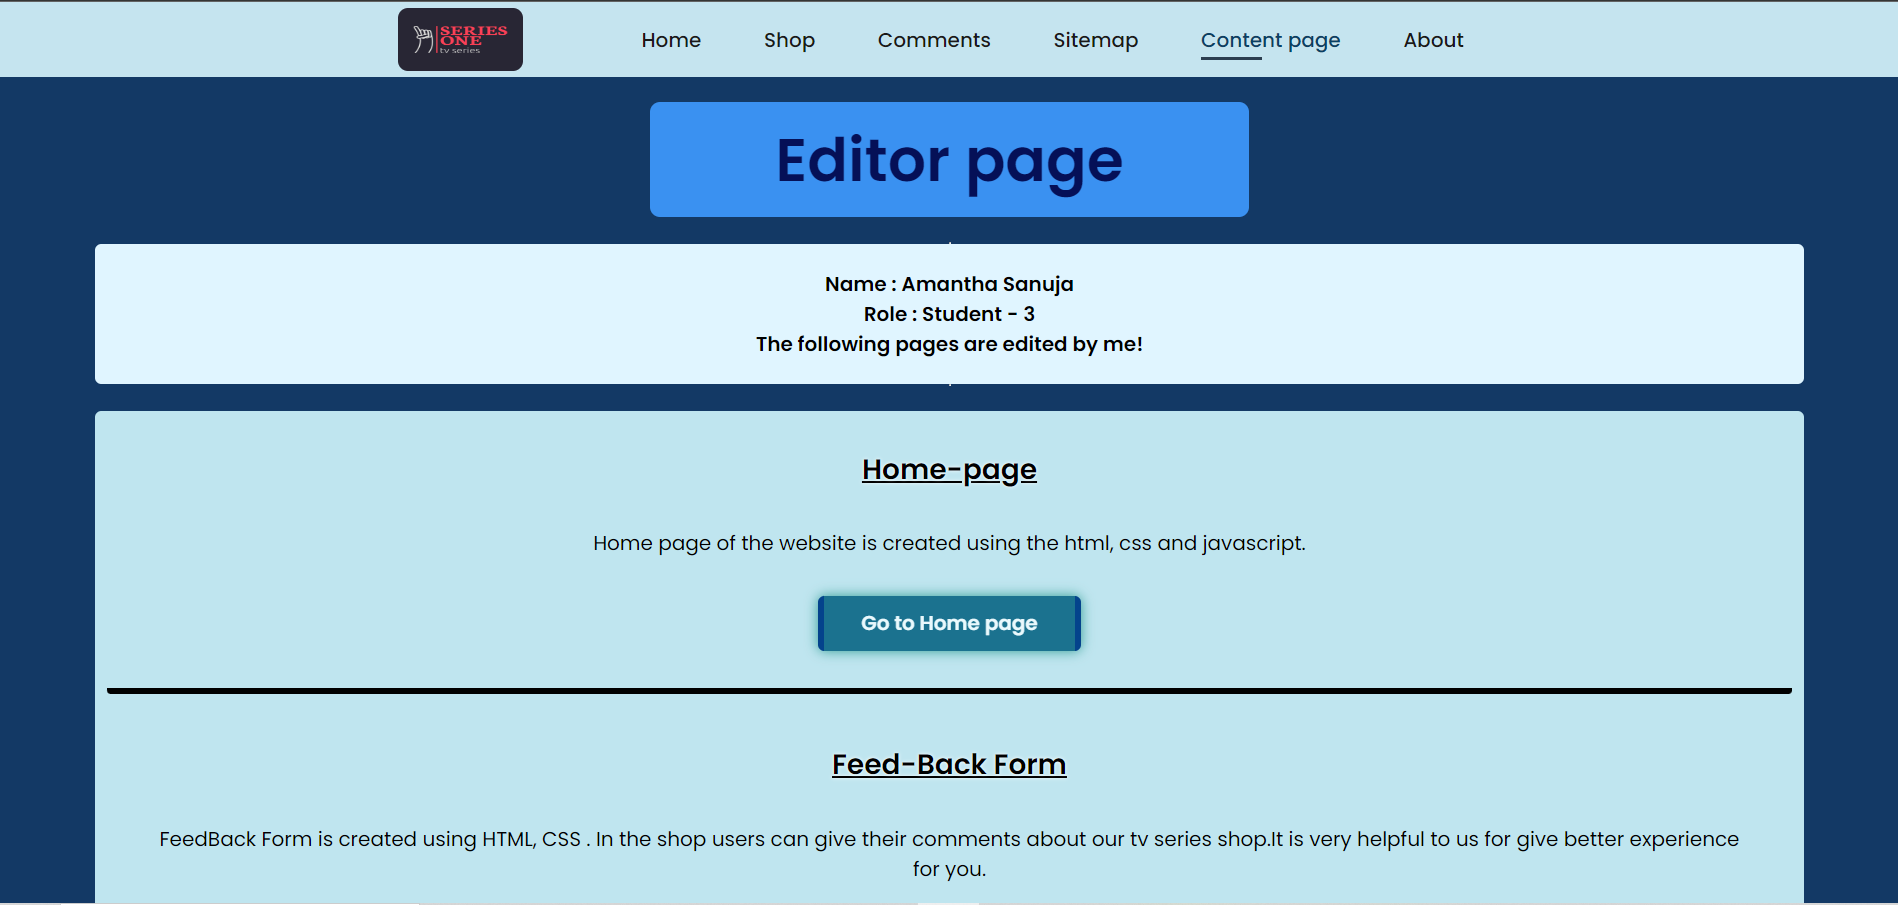 SERIES
ONE
tv series
Home Shop Comments Sitemap Content page About
Editor page
Name : Amantha Sanuja
Role : Student - 3
The following pages are edited by me!
Home-page
Home page of the website is created using the html, css and javascript.
Go to Home page
Feed-Back Form
FeedBack Form is created using HTML, CSS . In the shop users can give their comments about our tv series shop.It is very helpful to us for give better experience
for you.